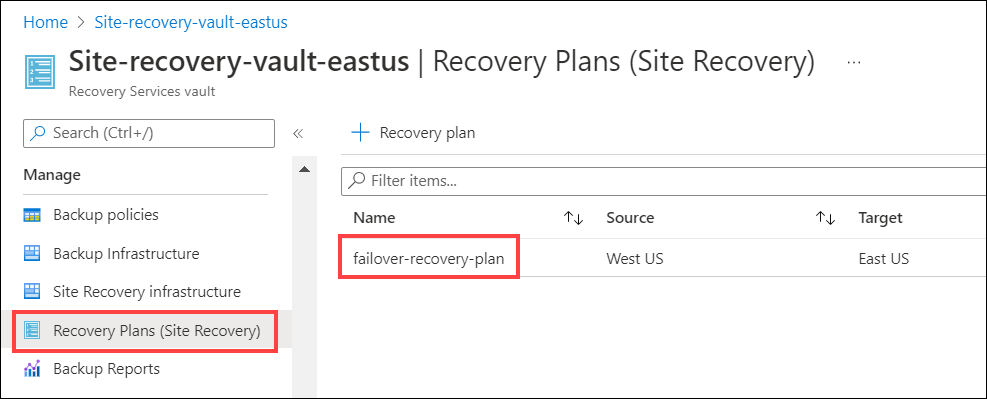 Home > Site-recovery-vault-eastus
Site-recovery-vault-eastus | Recovery Plans (Site Recovery) ...
Recovery Services vault
Search (Ctrl+/) «
Manage
Backup policies
Backup Infrastructure
Site Recovery infrastructure
Recovery Plans (Site Recovery)
Backup Reports
+ Recovery plan
Filter items...
Name ↑↓ Source ↑↓ Target
failover-recovery-plan West US East US